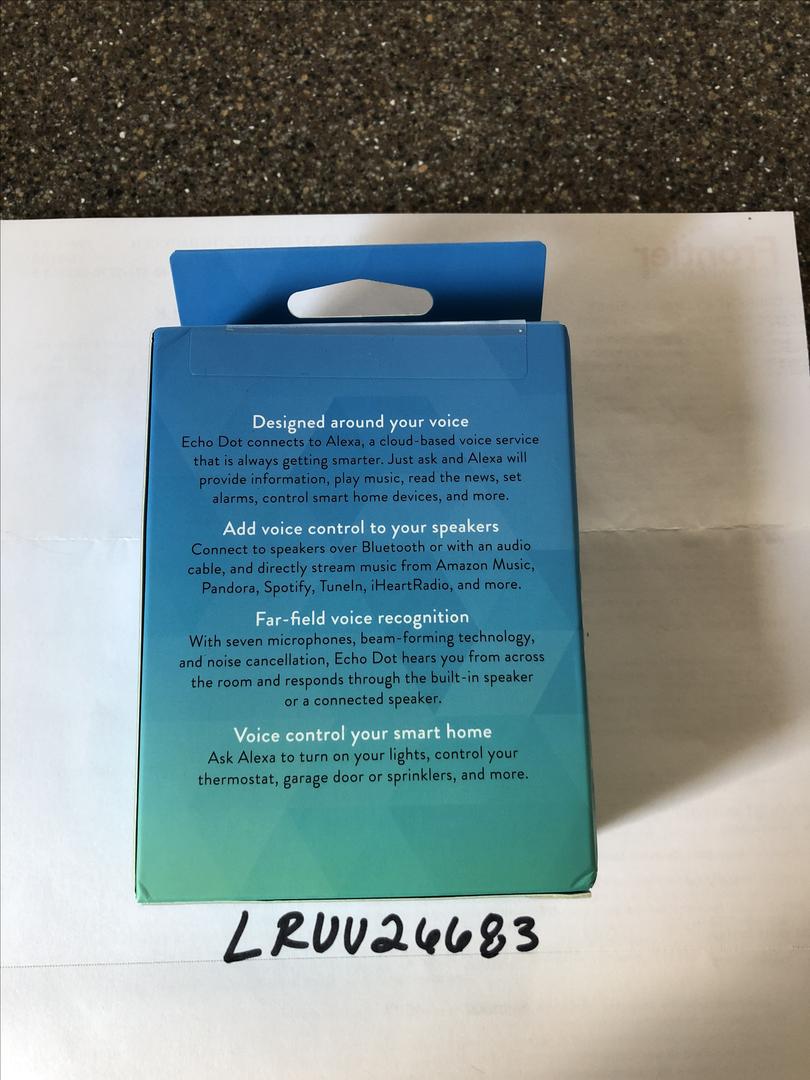 Frontier
Designed around your voice
Echo Dot connects to Alexa, a cloud-based voice service
that is always getting smarter. Just ask and Alexa will
provide information, play music, read the news, set
alarms, control smart home devices, and more.
Add voice control to your speakers
Connect to speakers over Bluetooth or with an audio
cable, and directly stream music from Amazon Music,
Pandora, Spotify, TuneIn, iHeartRadio, and more.
Far-field voice recognition
With seven microphones, beam-forming technology,
and noise cancellation, Echo Dot hears you from across
the room and responds through the built-in speaker
or a connected speaker.
Voice control your smart home
Ask Alexa to turn on your lights, control your
thermostat, garage door or sprinklers, and more.
LRUU26683